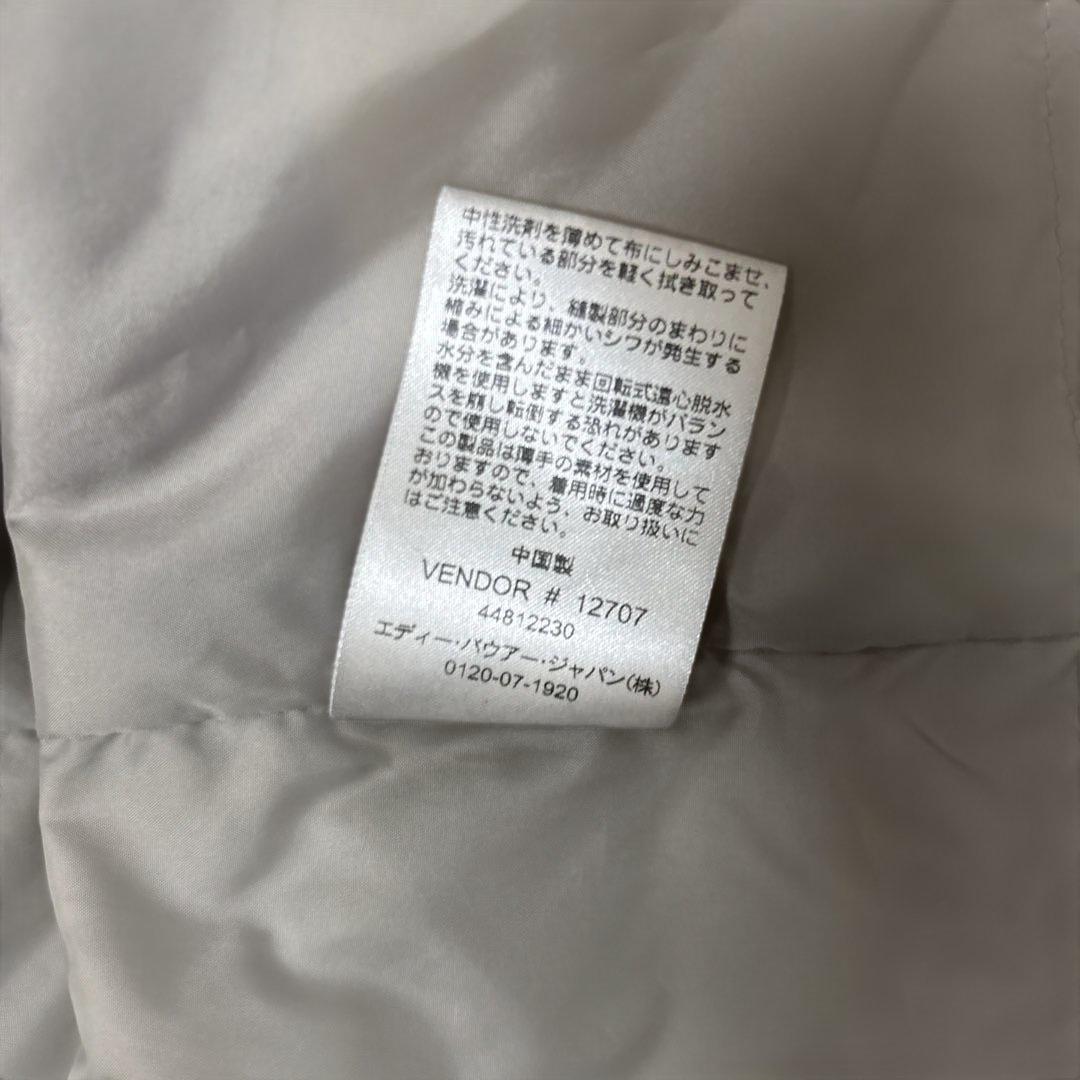 中性洗剤を薄めて布にしみこませ、
汚れている部分を軽く拭き取って
ください。
洗濯により、縫製部分のまわりに
縮みによる細かいシワが発生する
場合があります。
水分を含んだまま回転式遠心脱水
機を使用しますと洗濯機がバラン
スを崩し転倒する恐れがあります
ので使用しないでください。
この製品は薄手の素材を使用して
おりますので、着用時に過度な力
が加わらないよう、お取り扱いに
はご注意ください。
中国製
VENDOR # 12707
44812230
エディー・バウアー・ジャパン(株)
0120-07-1920